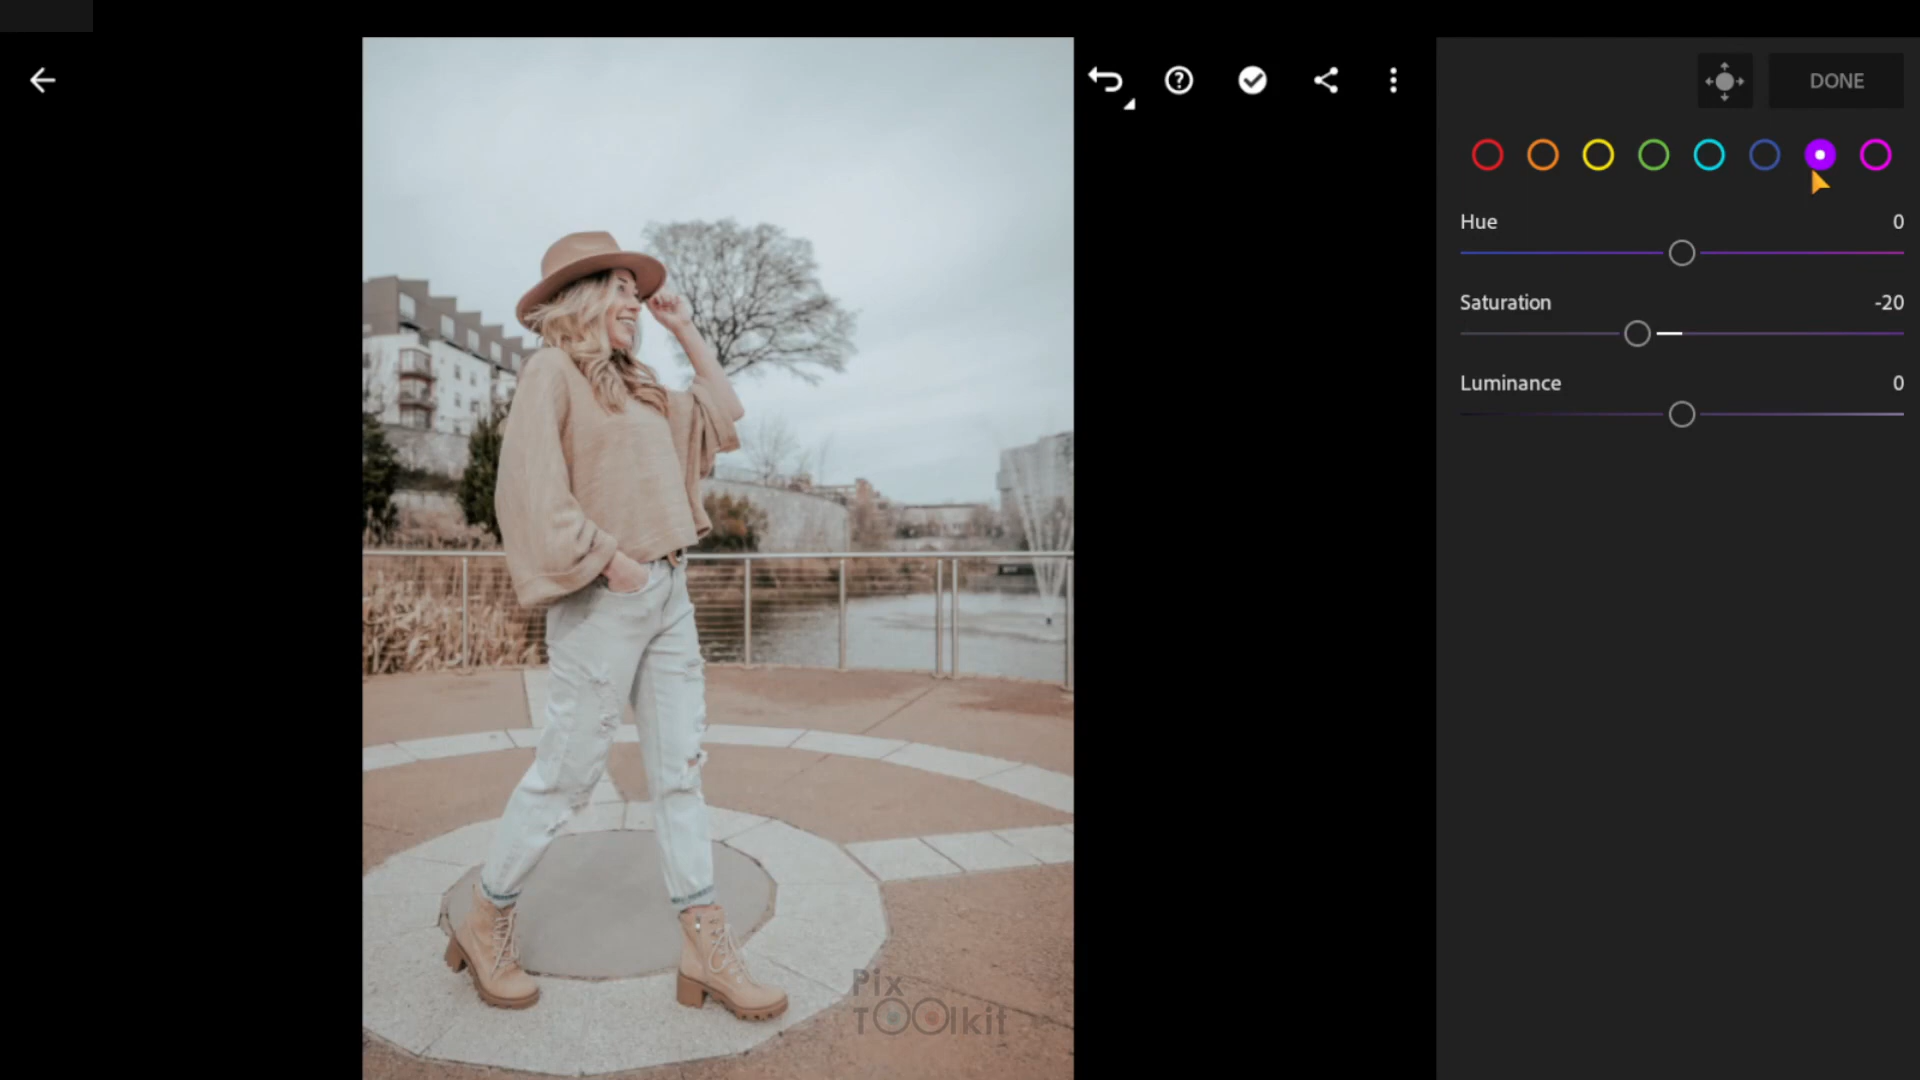 DONE
Hue 0
Saturation -20
Luminance 0
Pix
TOOlkit